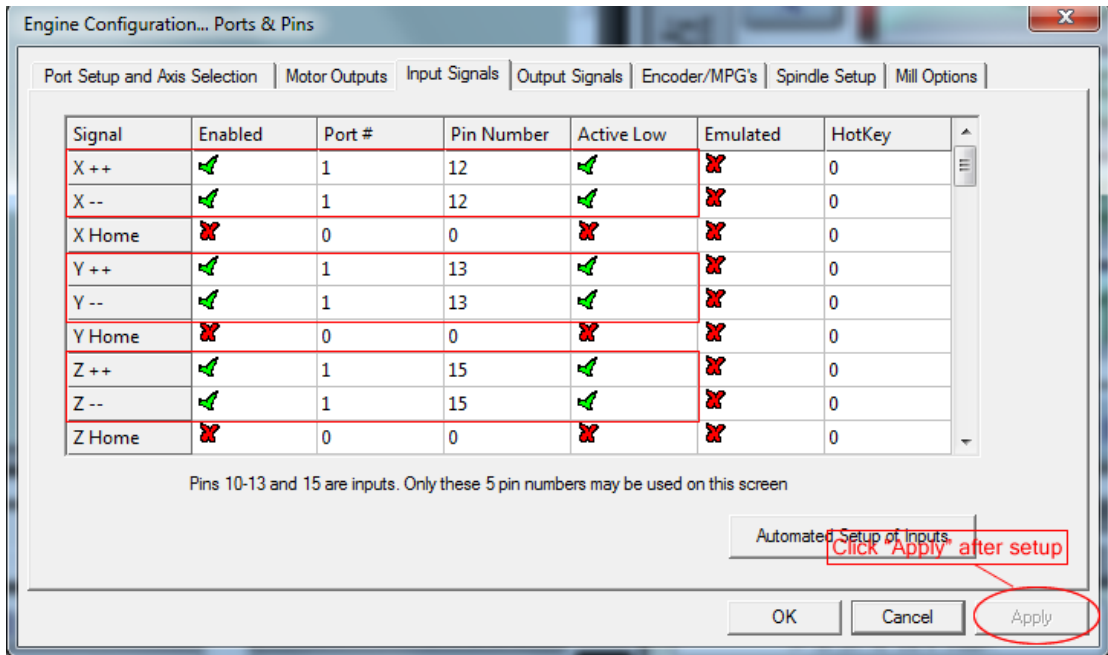 Engine Configuration... Ports & Pins
Port Setup and Axis Selection Motor Outputs Input Signals Output Signals Encoder/MPG's Spindle Setup Mill Options
Signal Enabled Port # Pin Number Active Low Emulated HotKey
X ++ 1 12 0
X -- 1 12 0
X Home 0 0 0
Y ++ 1 13 0
Y -- 1 13 0
Y Home 0 0 0
Z ++ 1 15 0
Z -- 1 15 0
Z Home 0 0 0
Pins 10-13 and 15 are inputs. Only these 5 pin numbers may be used on this screen
Automated Setup of Inputs
Click "Apply" after setup
OK Cancel Apply